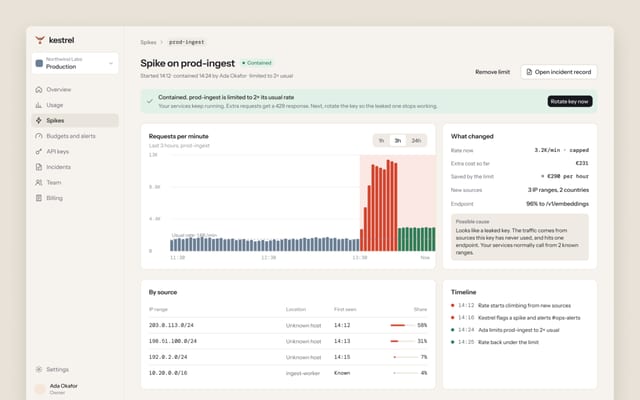 kestrel
Northwind Labs
Production
Overview
Usage
Spikes
Budgets and alerts
API keys
Incidents
Team
Billing
Settings
Ada Okafor
Owner
Spikes > prod-ingest
Spike on prod-ingest
Contained
Started 14:12 · contained 14:24 by Ada Okafor · limited to 2× usual
Remove limit
Open incident record
Contained. prod-ingest is limited to 2× its usual rate
Your services keep running. Extra requests get a 429 response. Next, rotate the key so the leaked one stops working.
Rotate key now
Requests per minute
Last 3 hours, prod-ingest
1h 3h 24h
0
11:30 12:30 13:30 Now
What changed
Rate now 3.2K/min · capped
Extra cost so far €231
Saved by the limit ≈ €290 per hour
New sources 3 IP ranges, 2 countries
Endpoint 96% to /v1/embeddings
Possible cause
Looks like a leaked key. The traffic comes from
sources this key has never used, and hits one
endpoint. Your services normally call from 2 known
ranges.
By source
IP range Location First seen Share
203.0.113.0/24 Unknown host 14:12 58%
198.51.100.0/24 Unknown host 14:13 31%
192.0.2.0/24 Unknown host 14:15 7%
10.20.0.0/16 ingest-worker Known 4%
Timeline
14:12 Rate starts climbing from new sources
14:16 Kestrel flags a spike and alerts #ops-alerts
14:24 Ada limits prod-ingest to 2× usual
14:25 Rate back under the limit